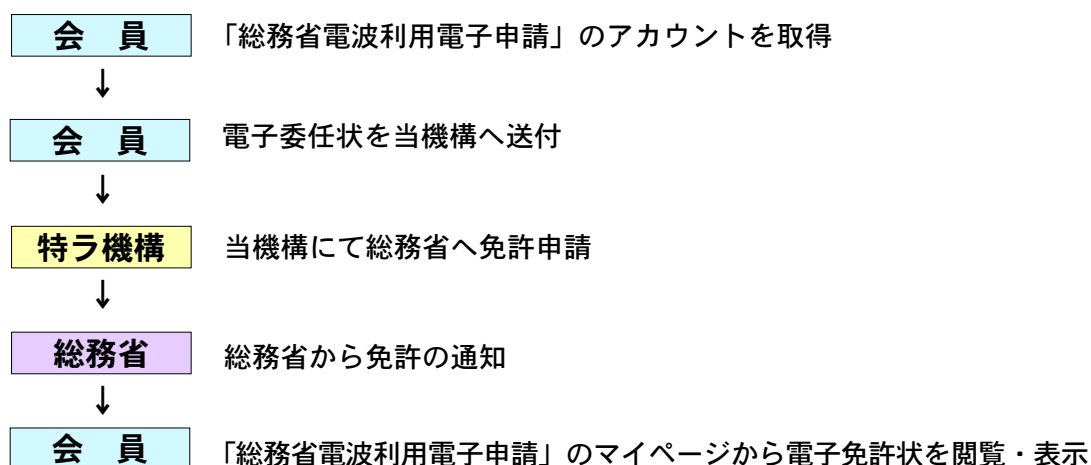 会　員 「総務省電波利用電子申請」のアカウントを取得
↓
会　員 電子委任状を当機構へ送付
↓
特ラ機構 当機構にて総務省へ免許申請
↓
総務省 総務省から免許の通知
↓
会　員 「総務省電波利用電子申請」のマイページから電子免許状を閲覧・表示